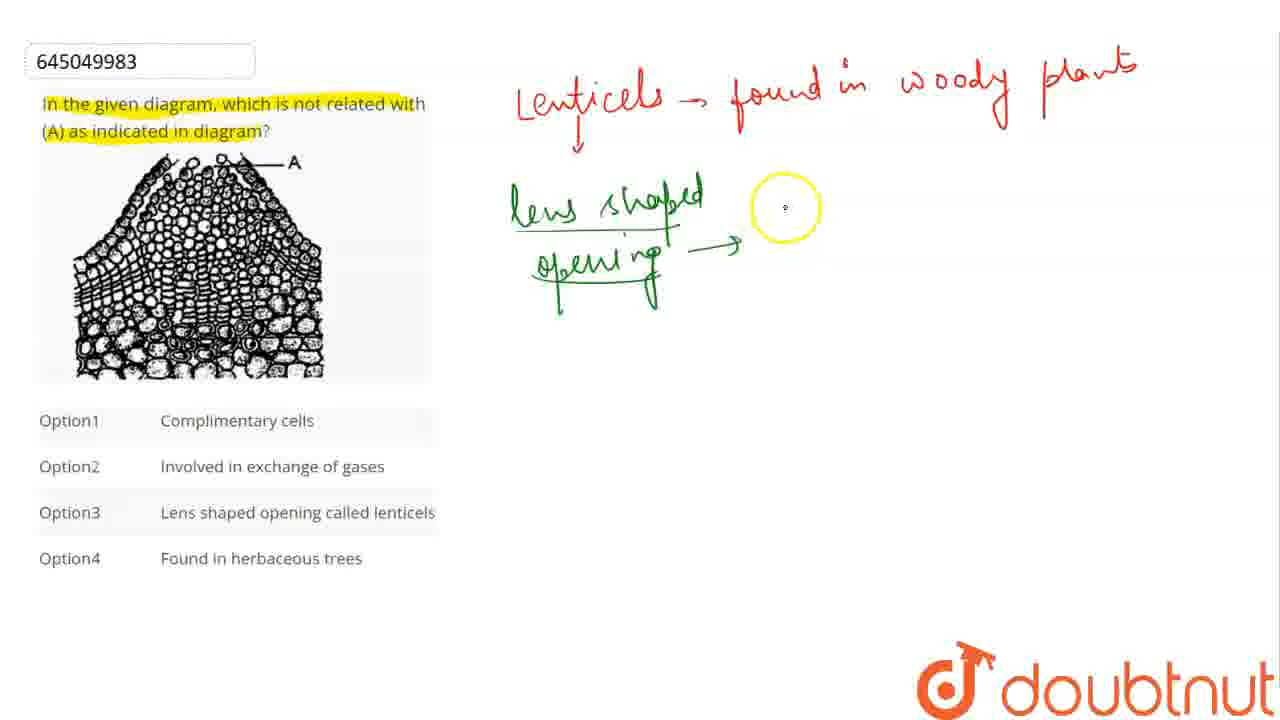 645049983
In the given diagram, which is not related with
(A) as indicated in diagram?
A
Option1 Complimentary cells
Option2 Involved in exchange of gases
Option3 Lens shaped opening called lenticels
Option4 Found in herbaceous trees
Lenticels → found in woody plants
lens shaped
opening →
doubtnut